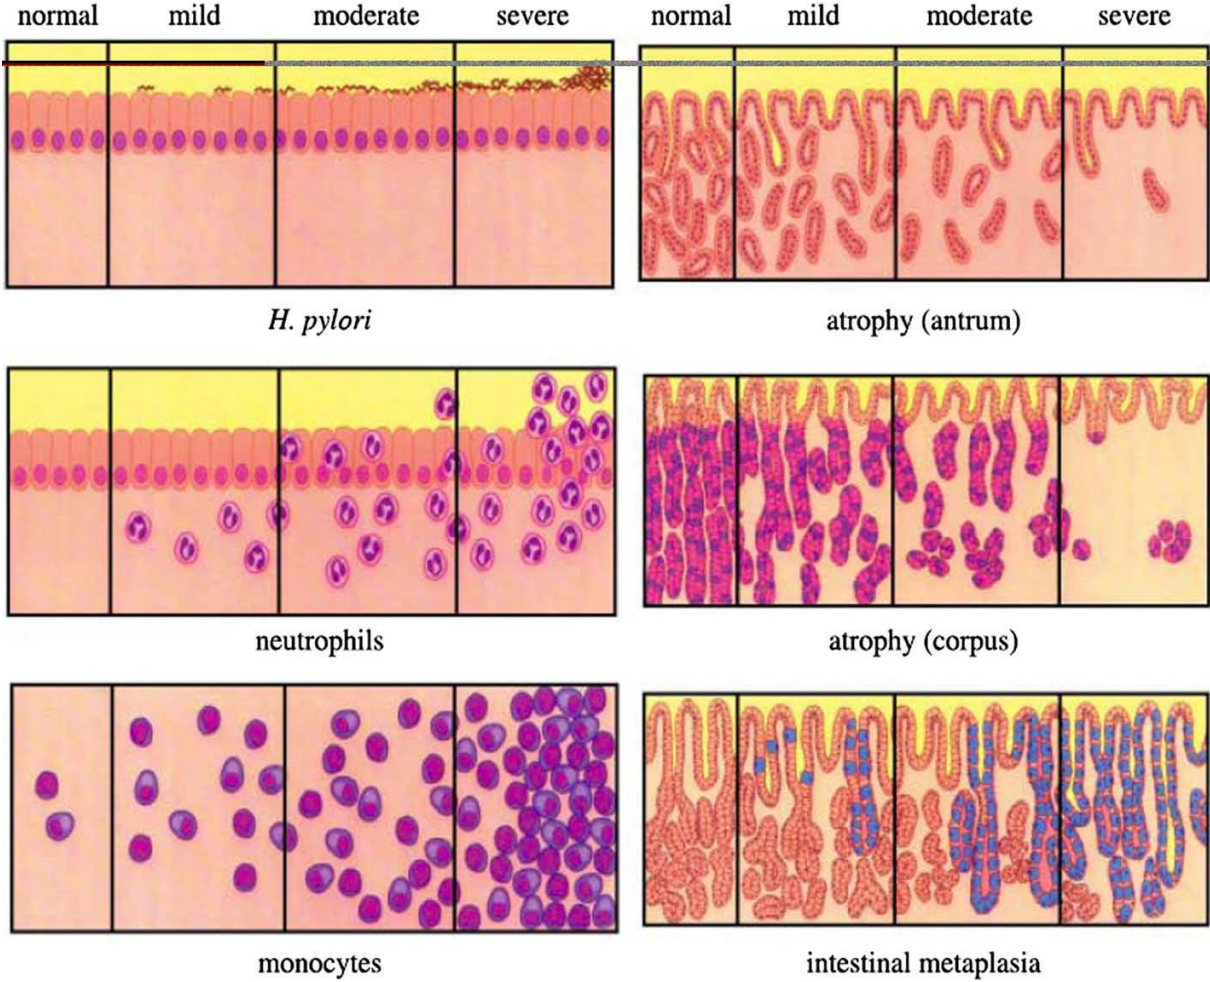 normal mild moderate severe normal mild moderate severe
H. pylori atrophy (antrum)
neutrophils atrophy (corpus)
monocytes intestinal metaplasia